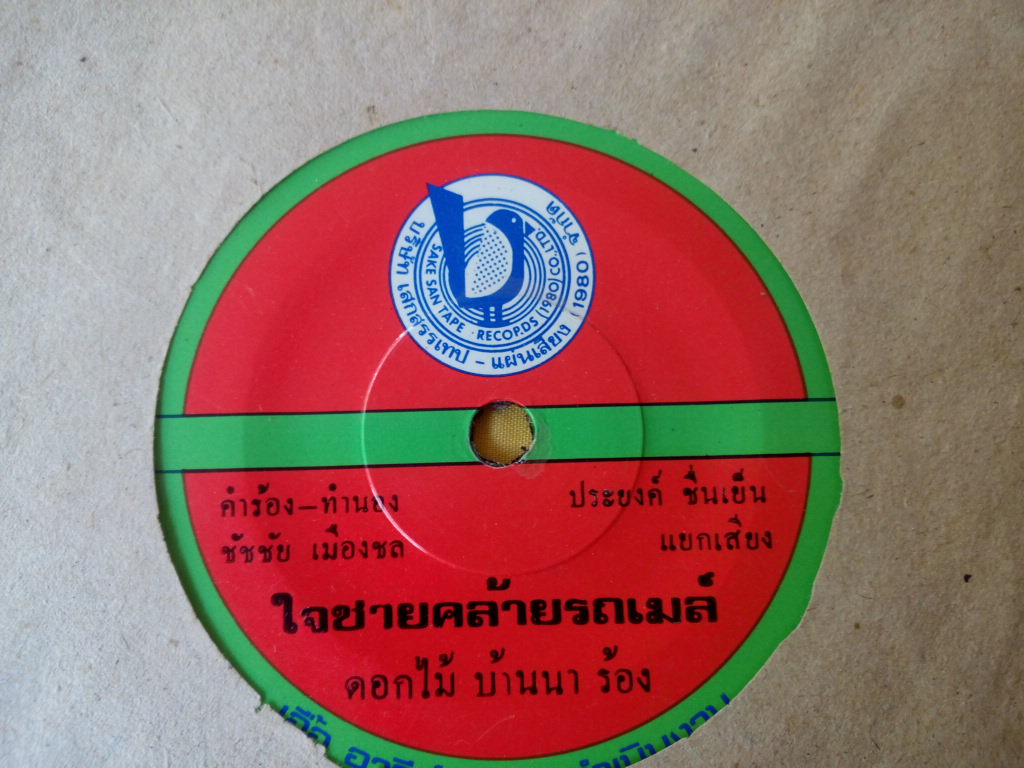 บริษัท เสกสรรเทป - แผ่นเสียง (1980) จำกัด
SAKE SAN TAPE · RECORDS (1980) CO., LTD.
คำร้อง-ทำนอง ประยงค์ ชื่นเย็น
ชัชชัย เมืองชล แยกเสียง
ใจชายคล้ายรถเมล์
ดอกไม้ บ้านนา ร้อง